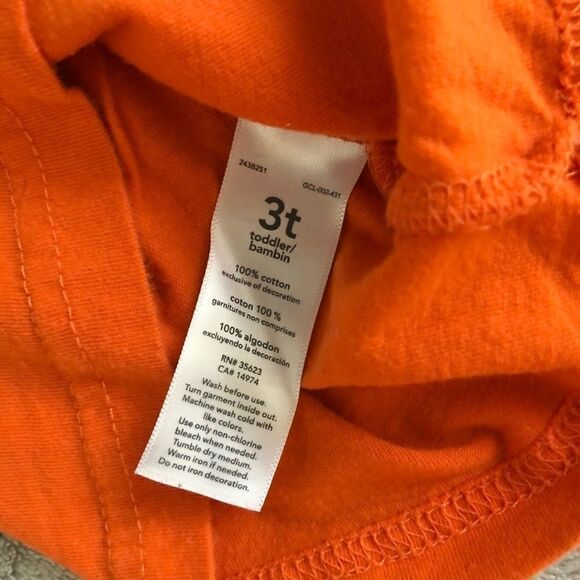 243B251
GCL-002-431
3t
toddler/
bambin
100% cotton
exclusive of decoration
coton 100 %
garnitures non comprises
100% algodon
excluyendo la decoración
RN# 35623
CA# 14974
Wash before use.
Turn garment inside out.
Machine wash cold with
like colors.
Use only non-chlorine
bleach when needed.
Tumble dry medium.
Warm iron if needed.
Do not iron decoration.